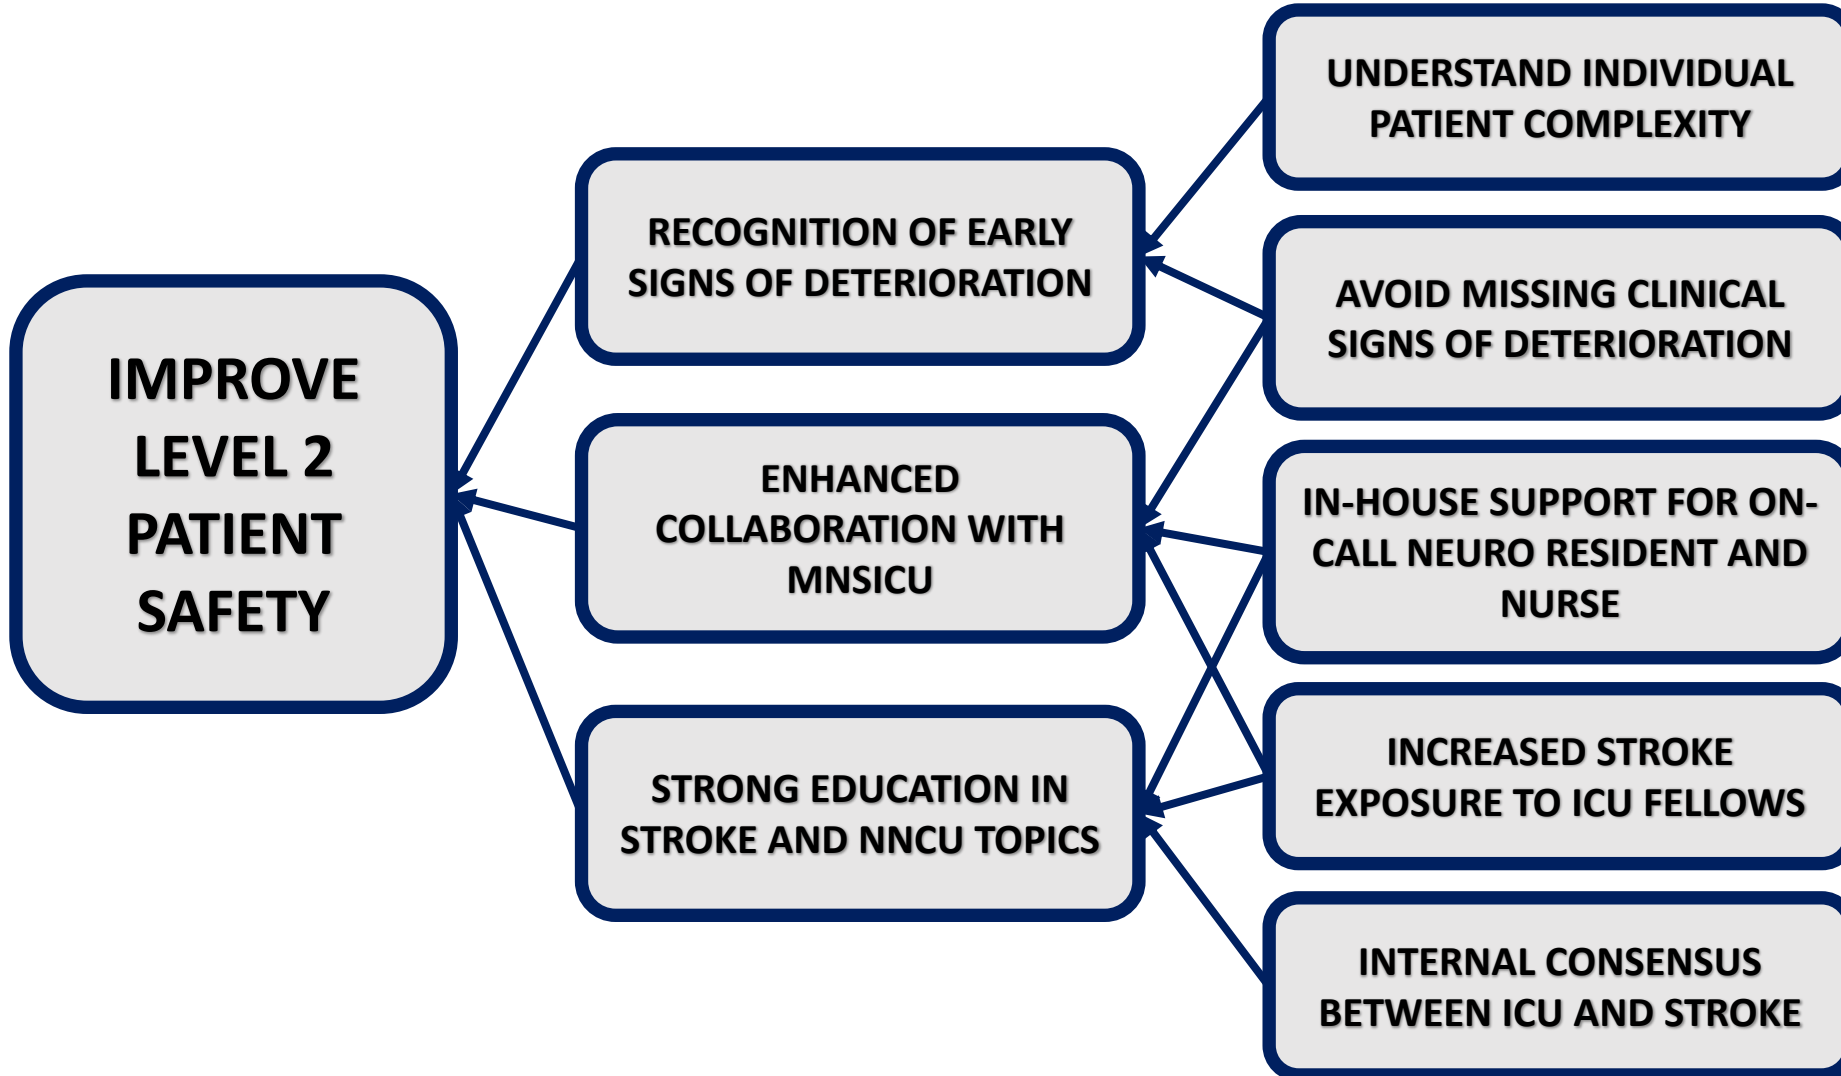 IMPROVE
LEVEL 2
PATIENT
SAFETY
RECOGNITION OF EARLY
SIGNS OF DETERIORATION
ENHANCED
COLLABORATION WITH
MNSICU
STRONG EDUCATION IN
STROKE AND NNCU TOPICS
UNDERSTAND INDIVIDUAL
PATIENT COMPLEXITY
AVOID MISSING CLINICAL
SIGNS OF DETERIORATION
IN-HOUSE SUPPORT FOR ON-
CALL NEURO RESIDENT AND
NURSE
INCREASED STROKE
EXPOSURE TO ICU FELLOWS
INTERNAL CONSENSUS
BETWEEN ICU AND STROKE